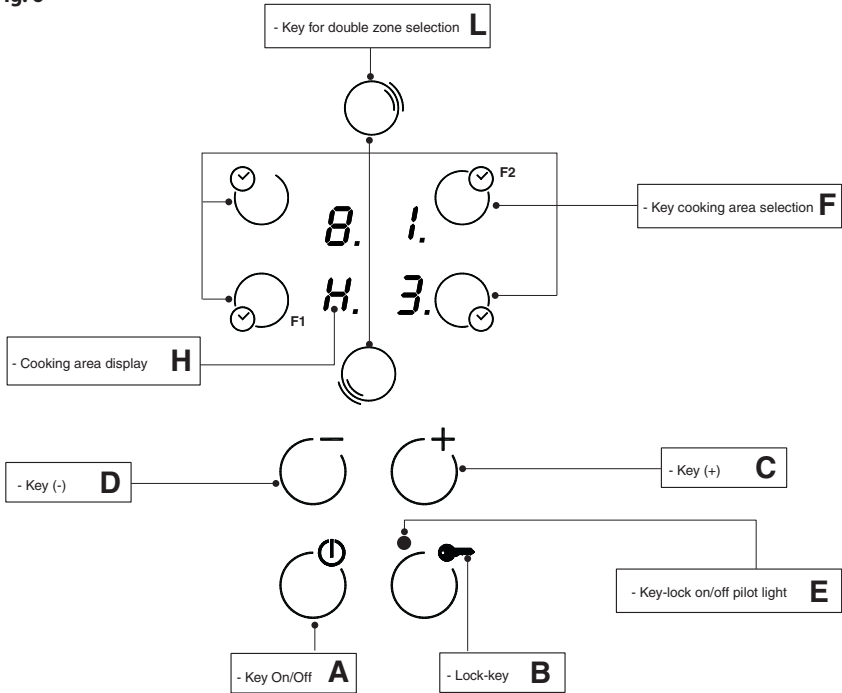 - Key for double zone selection L
F2
- Key cooking area selection F
8. 1.
H. 3.
F1
- Cooking area display H
- +
- Key (-) D
- Key (+) C
- Key-lock on/off pilot light E
- Key On/Off A
- Lock-key B